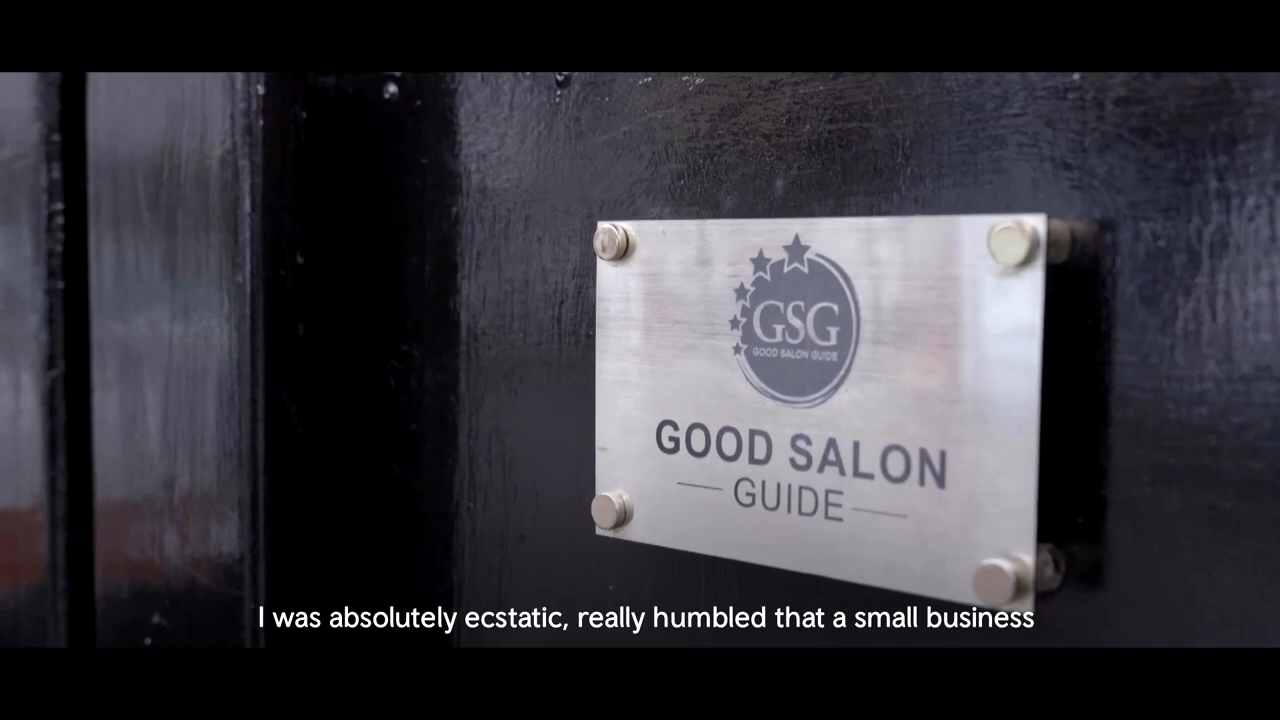 GSG
GOOD SALON GUIDE
GOOD SALON
GUIDE
I was absolutely ecstatic, really humbled that a small business